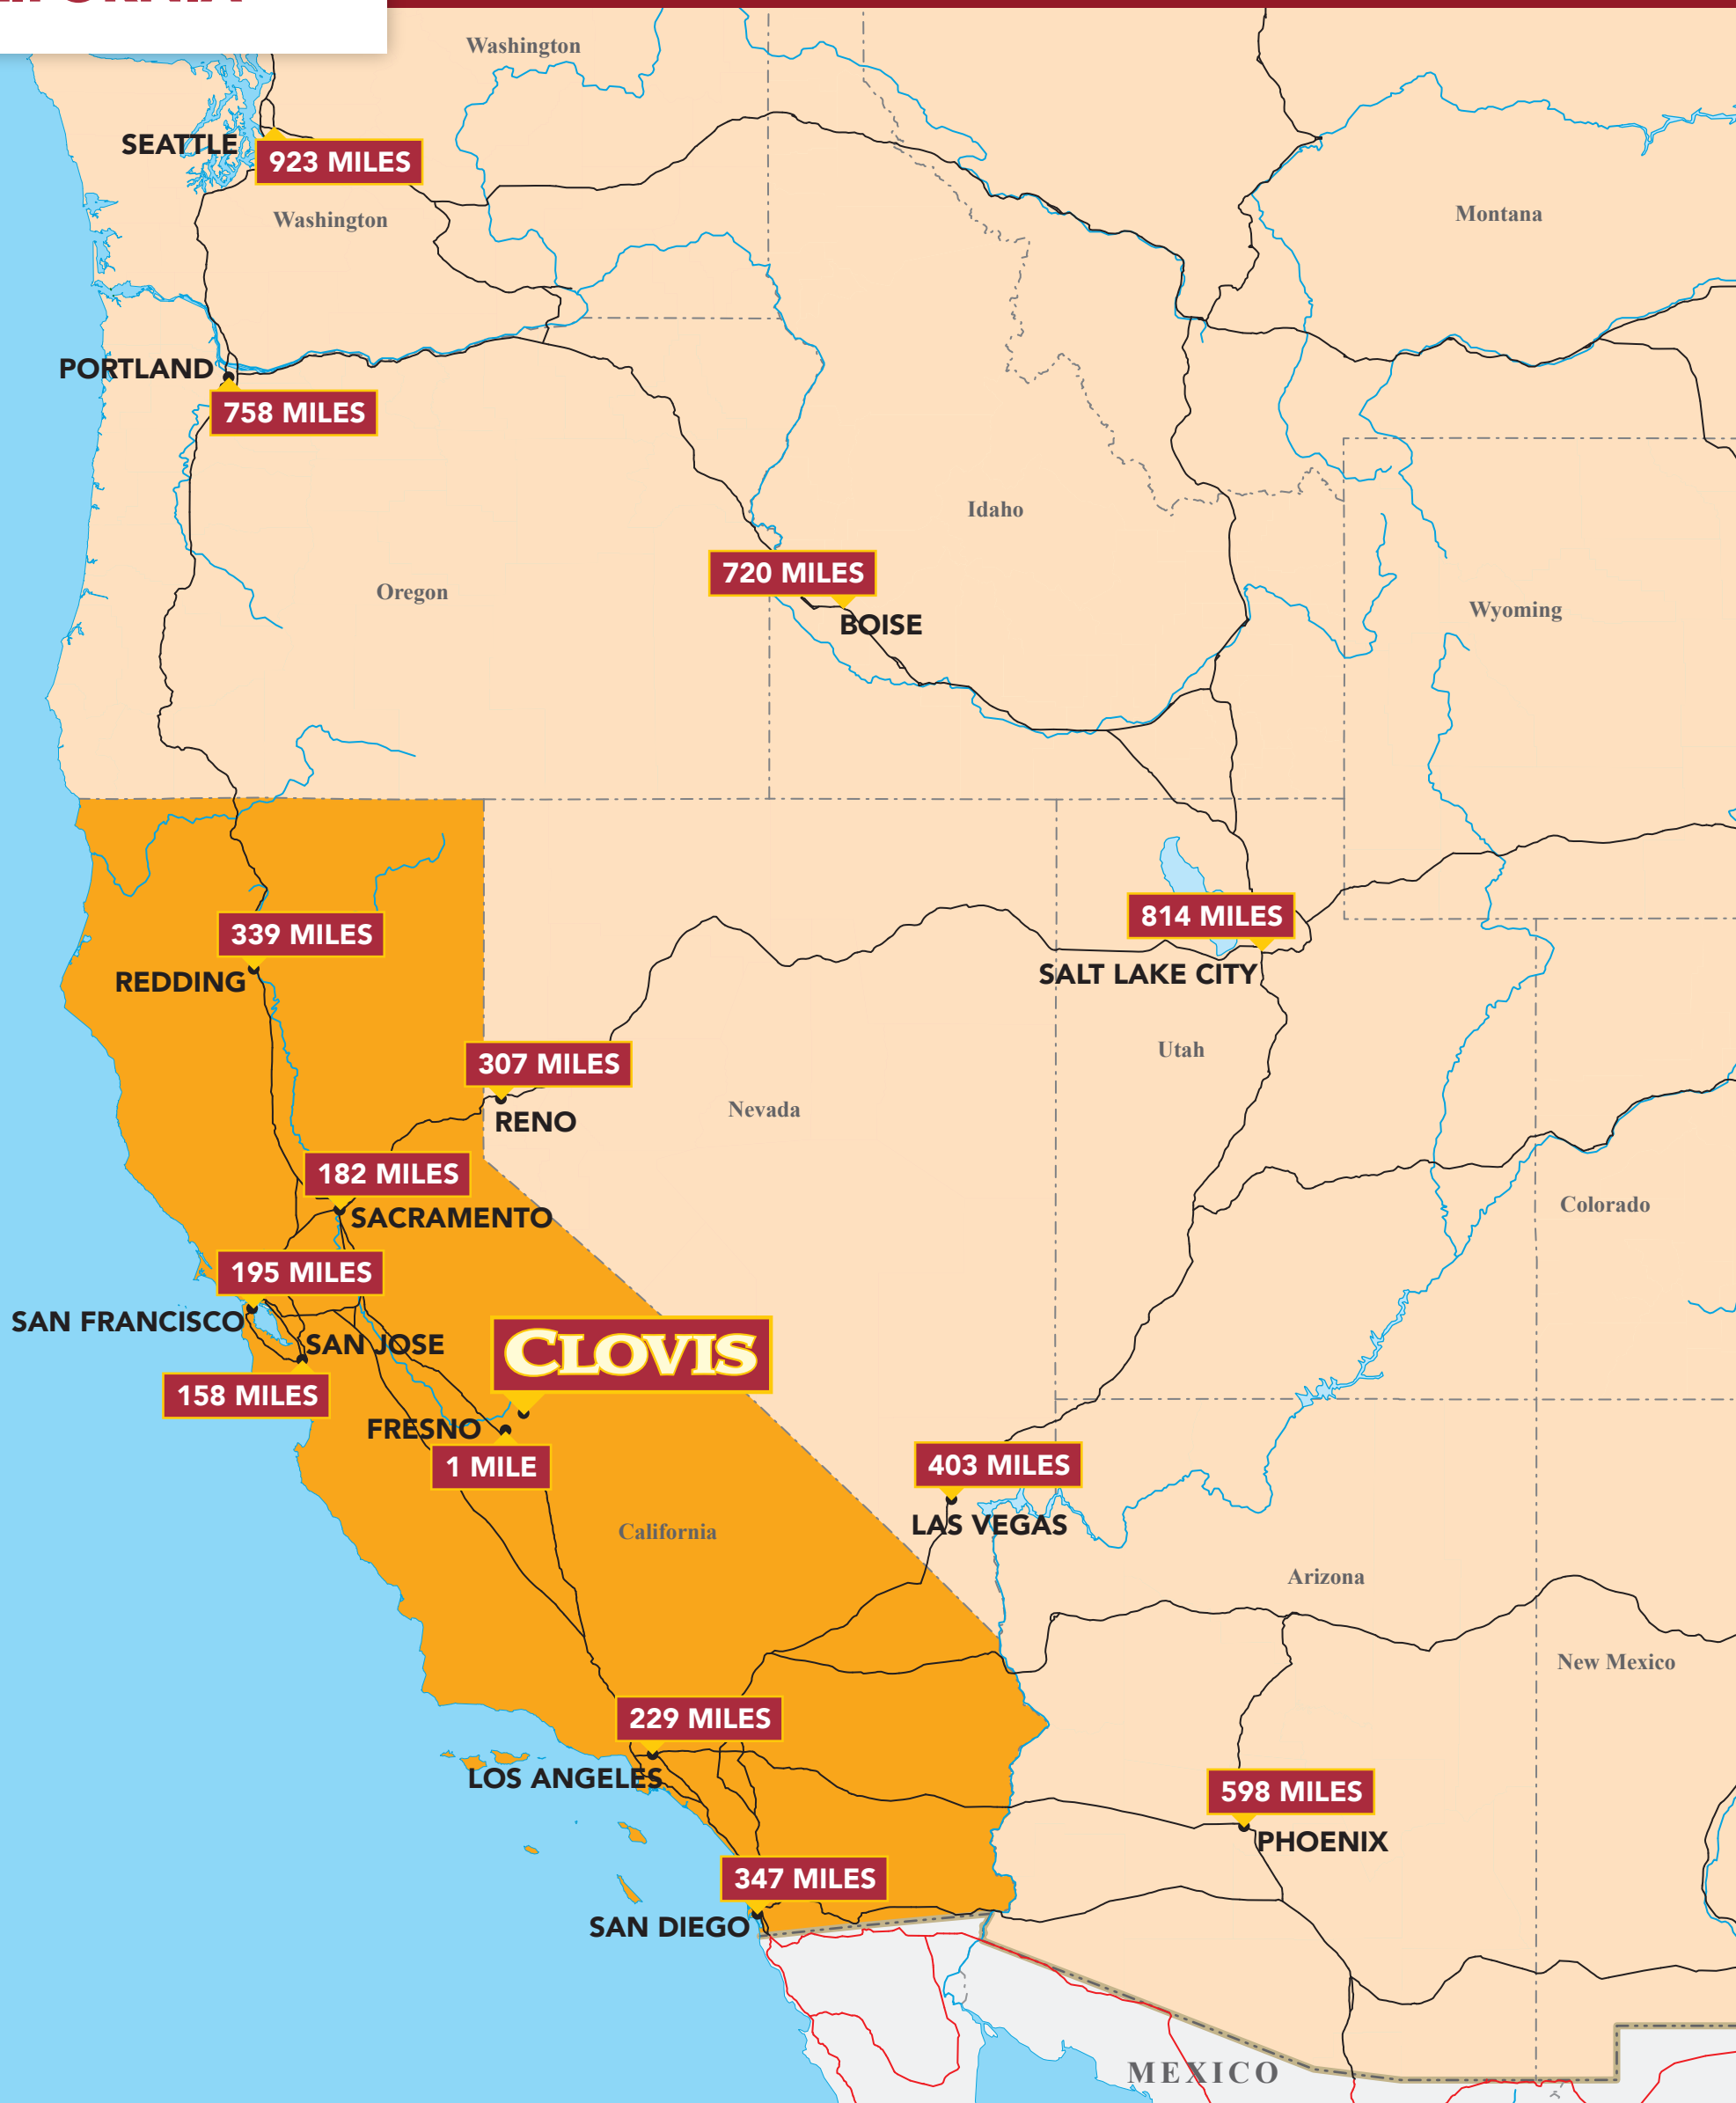 Washington
SEATTLE
923 MILES
Washington
Montana
PORTLAND
758 MILES
Idaho
720 MILES
BOISE
Oregon
Wyoming
339 MILES
REDDING
814 MILES
SALT LAKE CITY
Utah
307 MILES
RENO
Nevada
182 MILES
SACRAMENTO
Colorado
195 MILES
SAN FRANCISCO
SAN JOSE
158 MILES
CLOVIS
FRESNO
1 MILE
403 MILES
LAS VEGAS
California
Arizona
New Mexico
229 MILES
LOS ANGELES
598 MILES
PHOENIX
347 MILES
SAN DIEGO
MEXICO